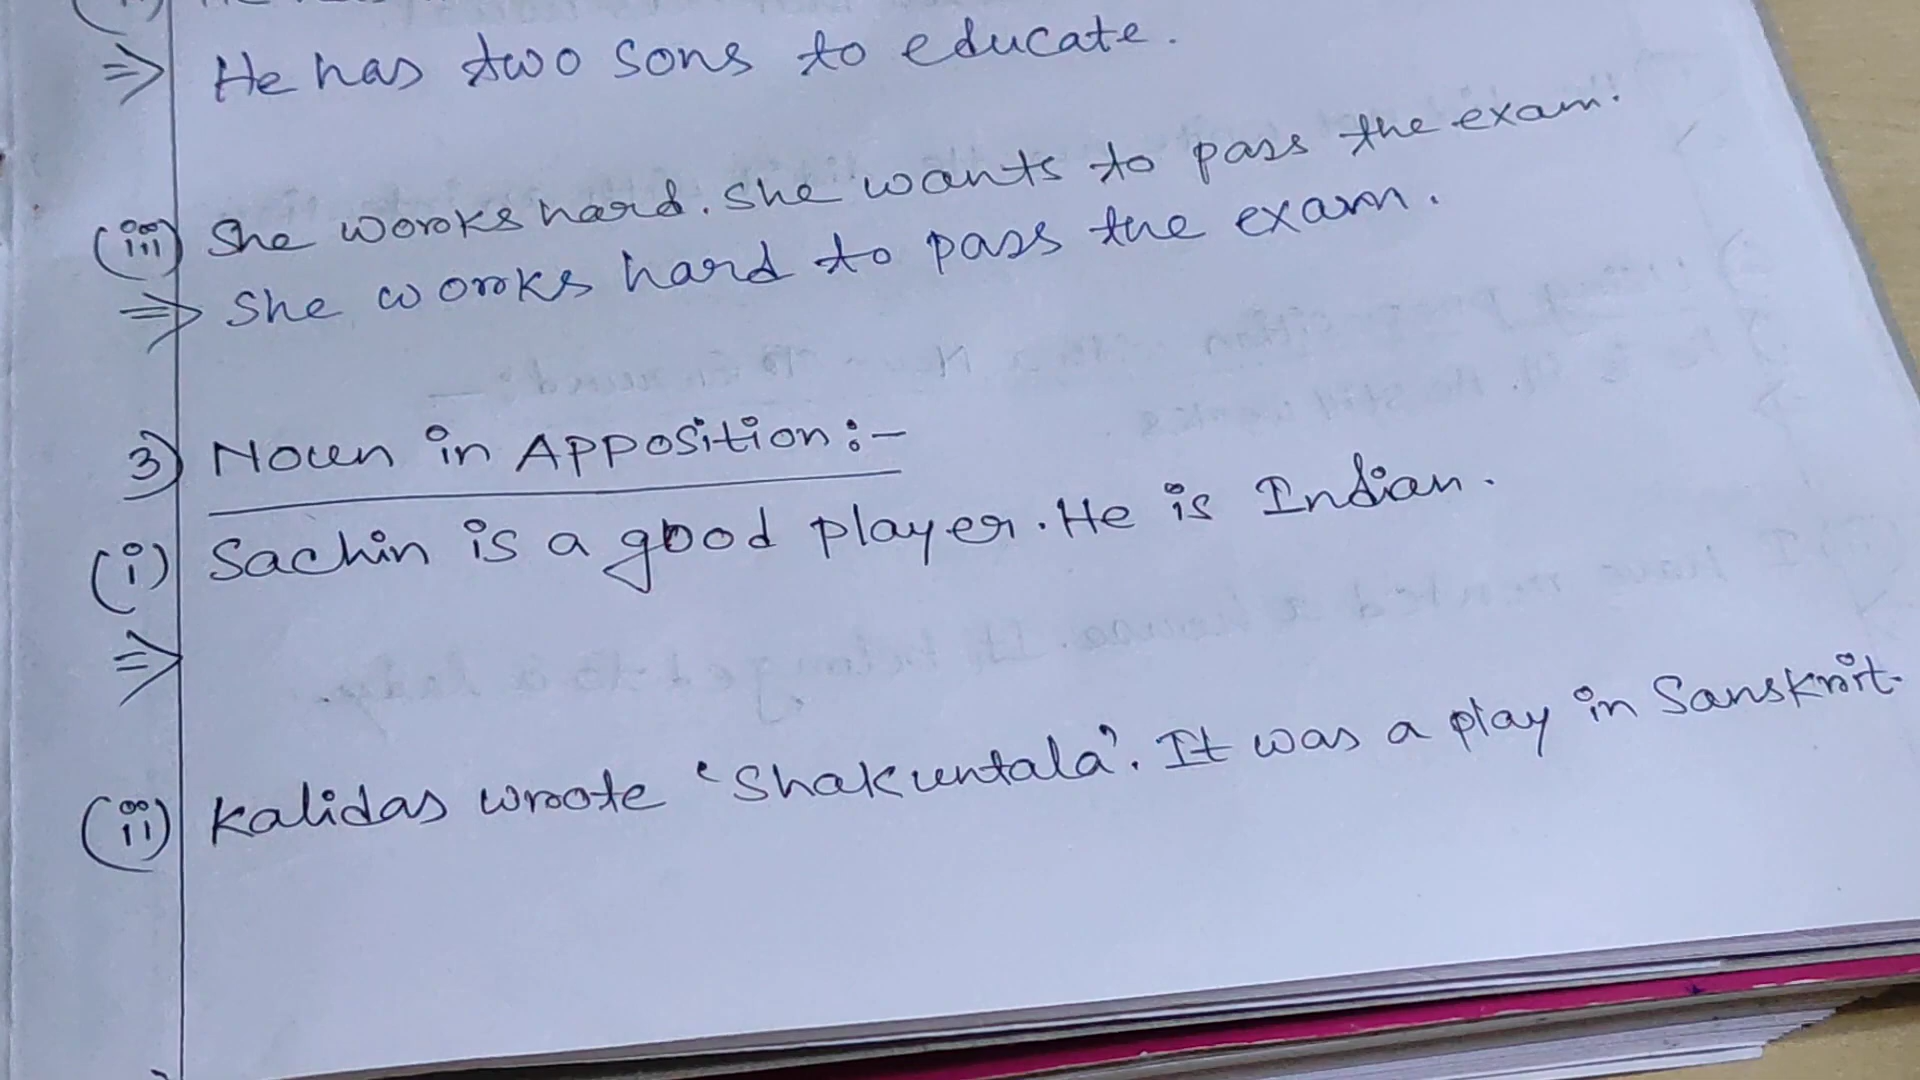 ⇒ He has two sons to educate.
(iii) She works hard. She wants to pass the exam.
⇒ She works hard to pass the exam.
3) Noun in Apposition :-
(i) Sachin is a good player. He is Indian.
⇒
(ii) Kalidas wrote 'Shakuntala'. It was a play in Sanskrit.